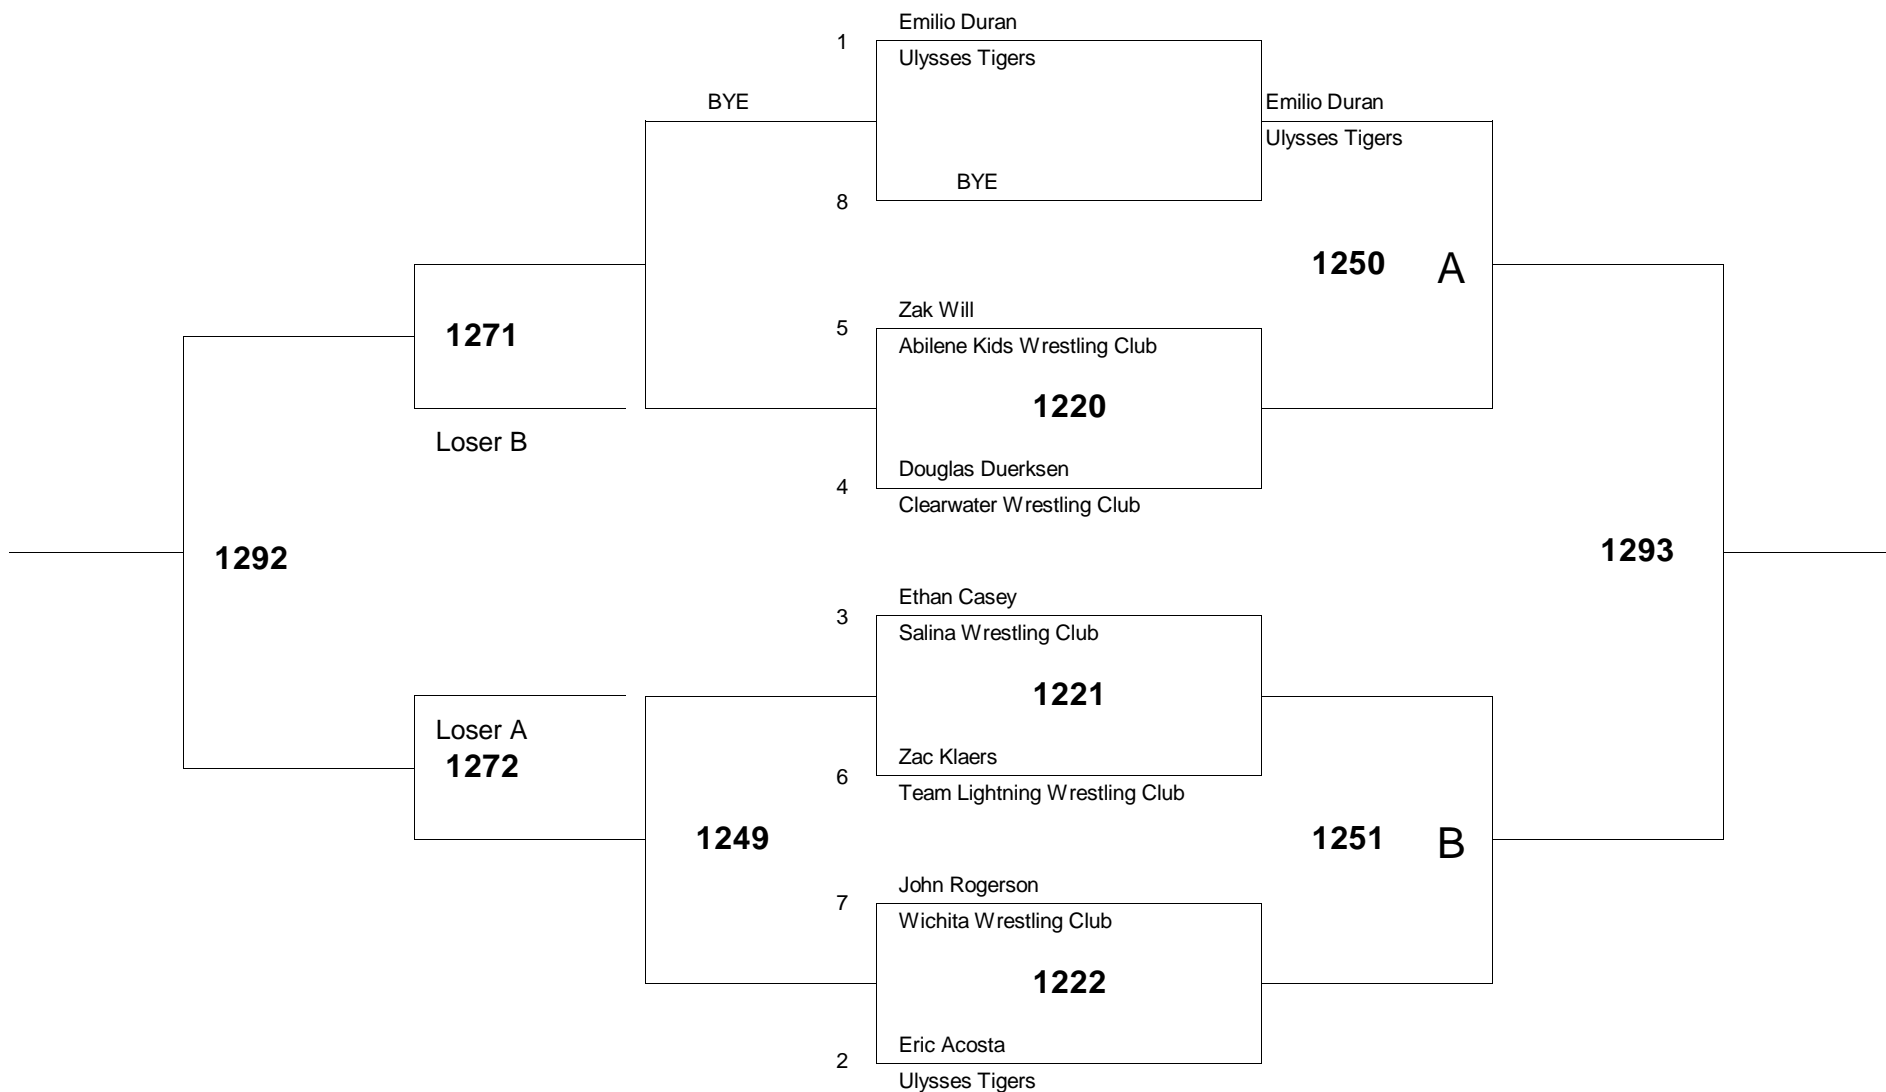 Emilio Duran
1
Ulysses Tigers
BYE
Emilio Duran
Ulysses Tigers
BYE
8
1250 A
Zak Will
5
1271
Abilene Kids Wrestling Club
1220
Loser B
Douglas Duerksen
4
Clearwater Wrestling Club
1292
1293
Ethan Casey
3
Salina Wrestling Club
1221
Loser A
1272
Zac Klaers
6
Team Lightning Wrestling Club
1249
1251 B
John Rogerson
7
Wichita Wrestling Club
1222
Eric Acosta
2
Ulysses Tigers